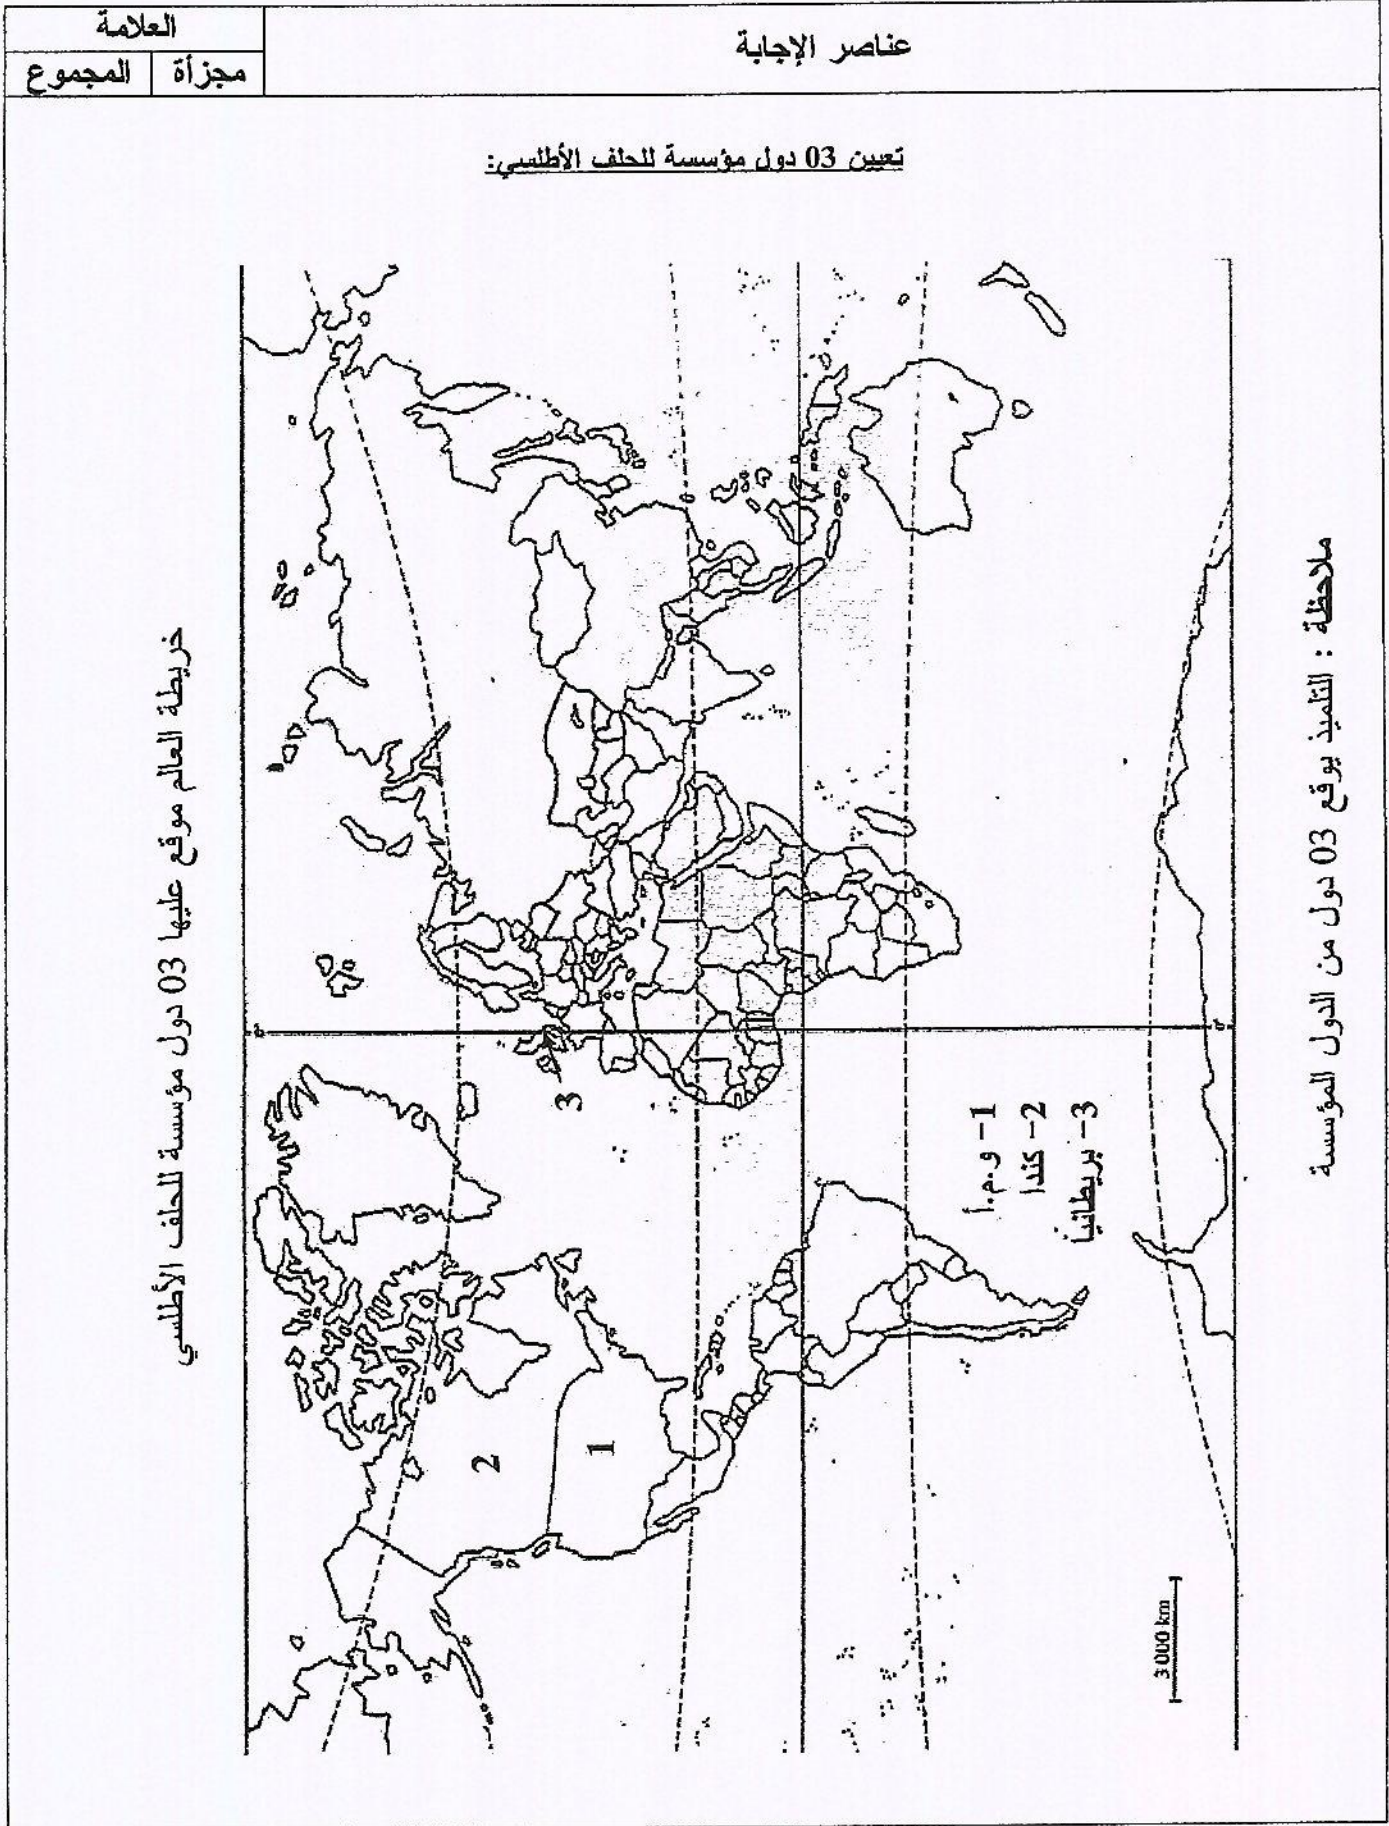 العلامة
عناصر الإجابة
مجزأة
المجموع
تعيين 03 دول مؤسسة للحلف الأطلسي:
خريطة العالم موقع عليها 03 دول مؤسسة للحلف الأطلسي
3
2
1
1- و.م.أ
2- كندا
3- بريطانيا
3 000 km
0°
0°
ملاحظة : التلميذ يوقع 03 دول من الدول المؤسسة